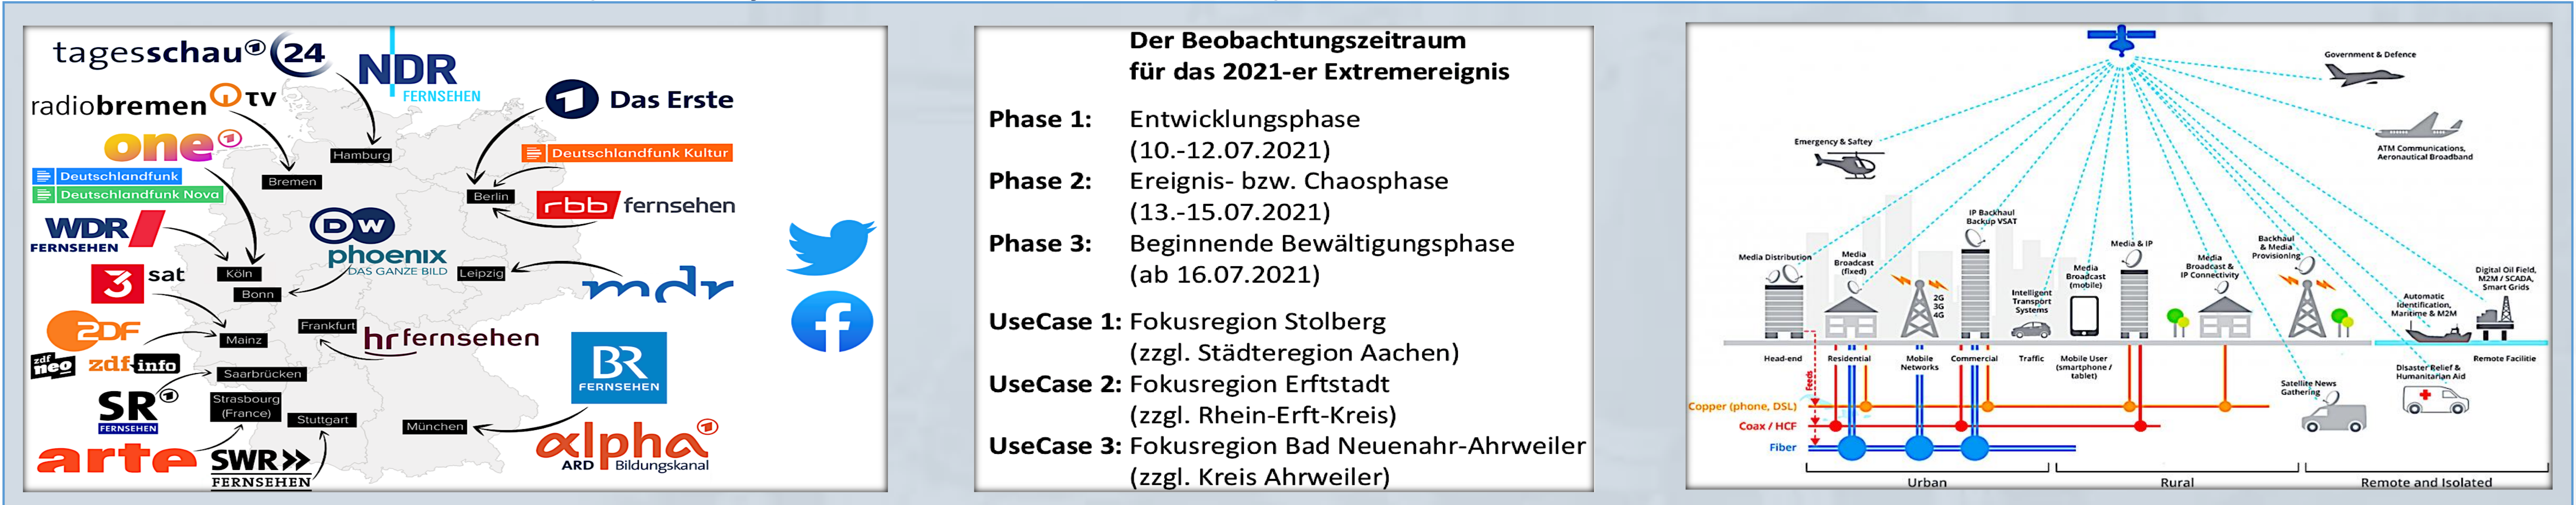 tagesschau 24
NDR
FERNSEHEN
radiobremen TV
Das Erste
one
Hamburg
Deutschlandfunk Kultur
Deutschlandfunk
Bremen
Deutschlandfunk Nova
Berlin
rbb fernsehen
WDR
FERNSEHEN
DW
phoenix
DAS GANZE BILD
3 sat
Köln
Leipzig
Bonn
mdr
ZDF
Frankfurt
hr fernsehen
Mainz
zdf neo
zdf info
Saarbrücken
BR
FERNSEHEN
SR
FERNSEHEN
Strasbourg
(France)
Stuttgart
München
arte
SWR
FERNSEHEN
alpha
ARD Bildungskanal
Der Beobachtungszeitraum
für das 2021-er Extremereignis
Phase 1: Entwicklungsphase
(10.-12.07.2021)
Phase 2: Ereignis- bzw. Chaosphase
(13.-15.07.2021)
Phase 3: Beginnende Bewältigungsphase
(ab 16.07.2021)
UseCase 1: Fokusregion Stolberg
(zzgl. Städteregion Aachen)
UseCase 2: Fokusregion Erftstadt
(zzgl. Rhein-Erft-Kreis)
UseCase 3: Fokusregion Bad Neuenahr-Ahrweiler
(zzgl. Kreis Ahrweiler)
Government & Defence
Emergency & Saftey
ATM Communications,
Aeronautical Broadband
IP Backhaul
Backup VSAT
Media Distribution
Media
Broadcast
(fixed)
2G
3G
4G
Intelligent
Transport
Systems
Media
Broadcast
(mobile)
Media & IP
Media
Broadcast &
IP Connectivity
Backhaul
& Media
Provisioning
Automatic
Identification,
Maritime & M2M
Digital Oil Field,
M2M / SCADA,
Smart Grids
Head-end
Residential
Mobile
Networks
Commercial
Traffic
Mobile User
(smartphone /
tablet)
Remote Facilitie
Feeds
Satellite News
Gathering
Disaster Relief &
Humanitarian Aid
Copper (phone, DSL)
Coax / HCF
Fiber
Urban
Rural
Remote and Isolated